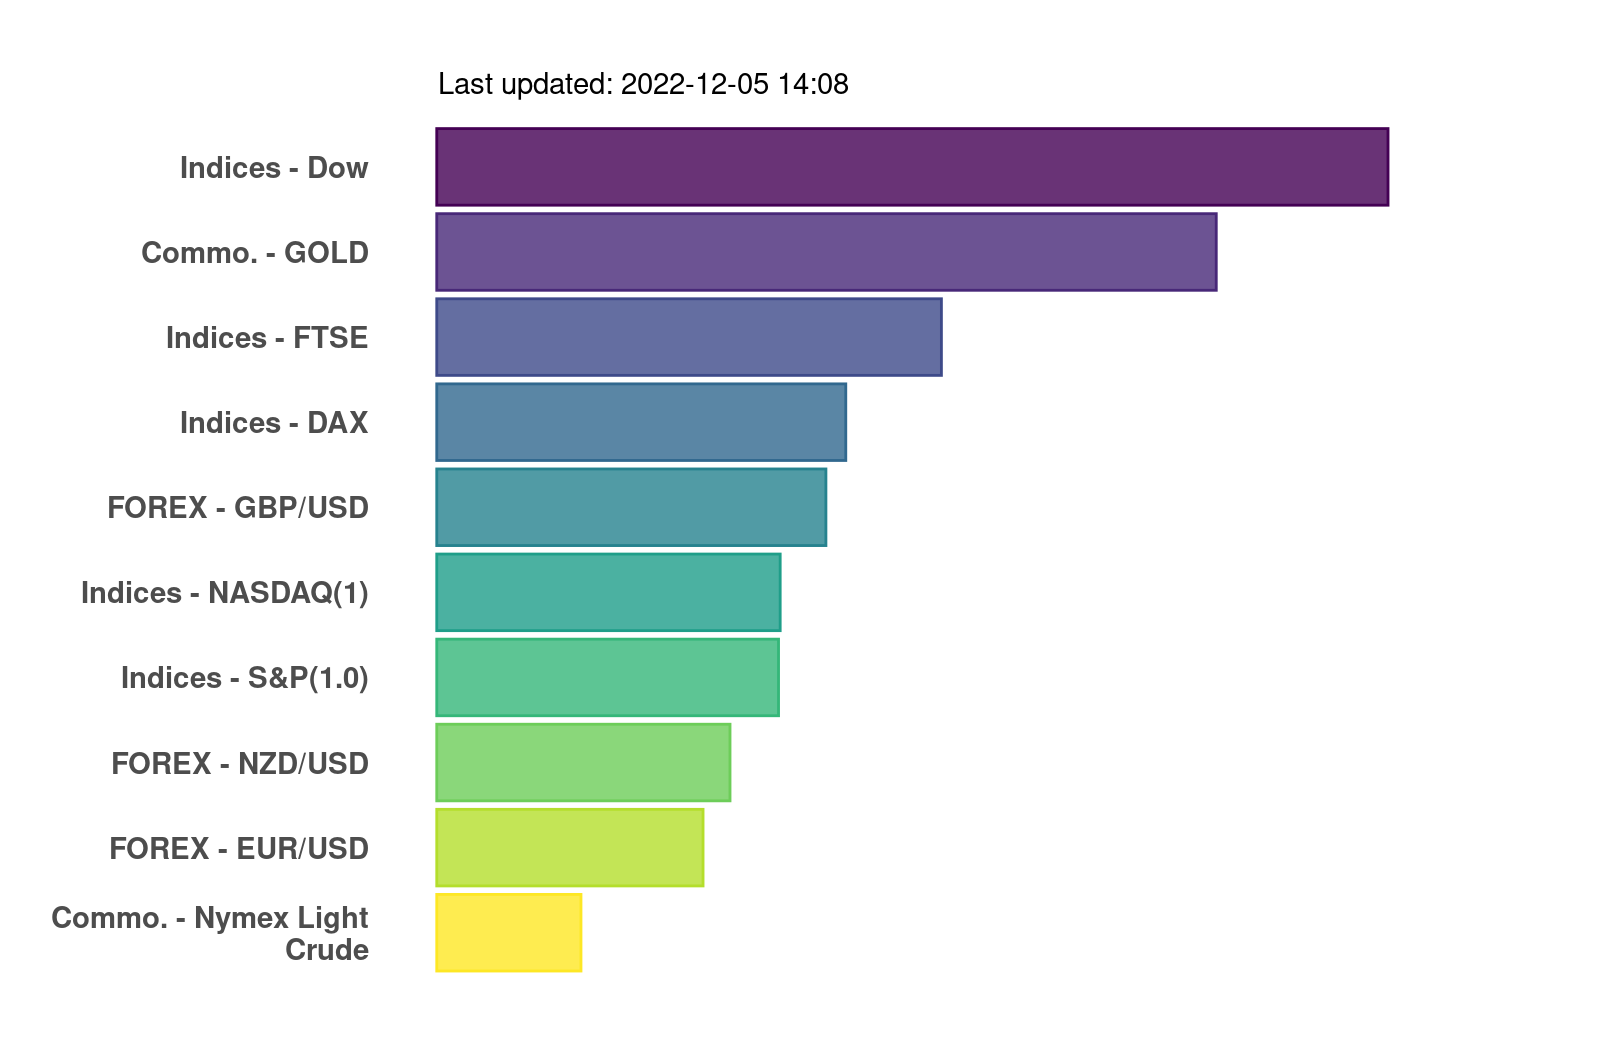 Last updated: 2022-12-05 14:08
Indices - Dow
Commo. - GOLD
Indices - FTSE
Indices - DAX
FOREX - GBP/USD
Indices - NASDAQ(1)
Indices - S&P(1.0)
FOREX - NZD/USD
FOREX - EUR/USD
Commo. - Nymex Light
Crude